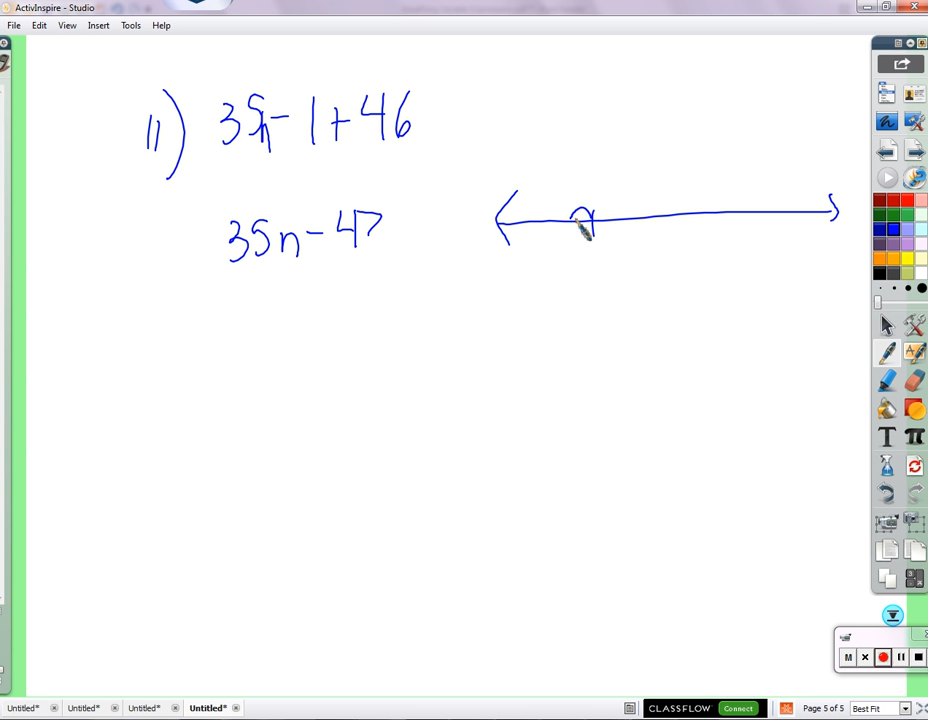 ActivInspire - Studio
File Edit View Insert Tools Help
11) 35n - 1 + 46
35n - 47
Untitled* Untitled* Untitled* Untitled*
CLASSFLOW Connect
Page 5 of 5 Best Fit
M